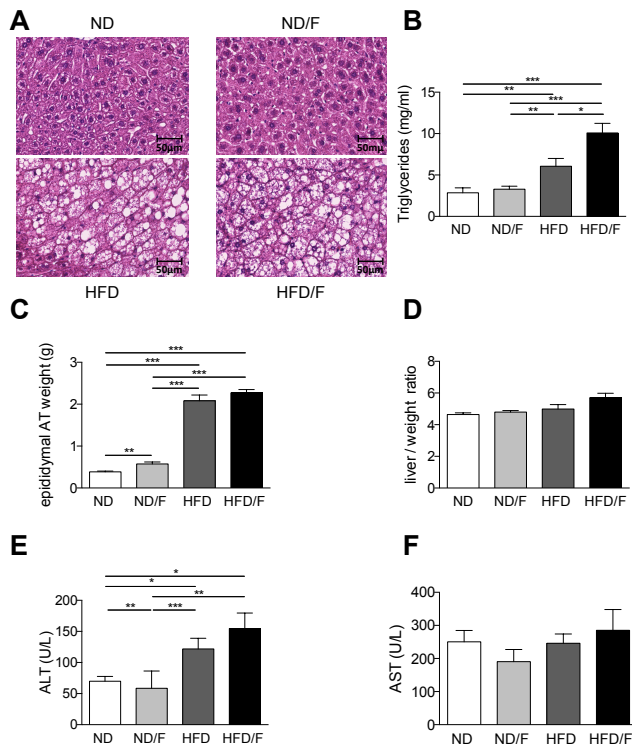 A
ND
ND/F
50µm
50mµ
50µm
50µm
HFD
HFD/F
B
Triglycerides (mg/ml)
15
10
5
0
***
**
***
**
*
ND
ND/F
HFD
HFD/F
C
epididymal AT weight (g)
3
2
1
0
***
***
***
***
**
ND
ND/F
HFD
HFD/F
D
liver / weight ratio
8
6
4
2
0
ND
ND/F
HFD
HFD/F
E
ALT (U/L)
200
150
100
50
0
*
*
**
**
***
ND
ND/F
HFD
HFD/F
F
AST (U/L)
400
300
200
100
0
ND
ND/F
HFD
HFD/F